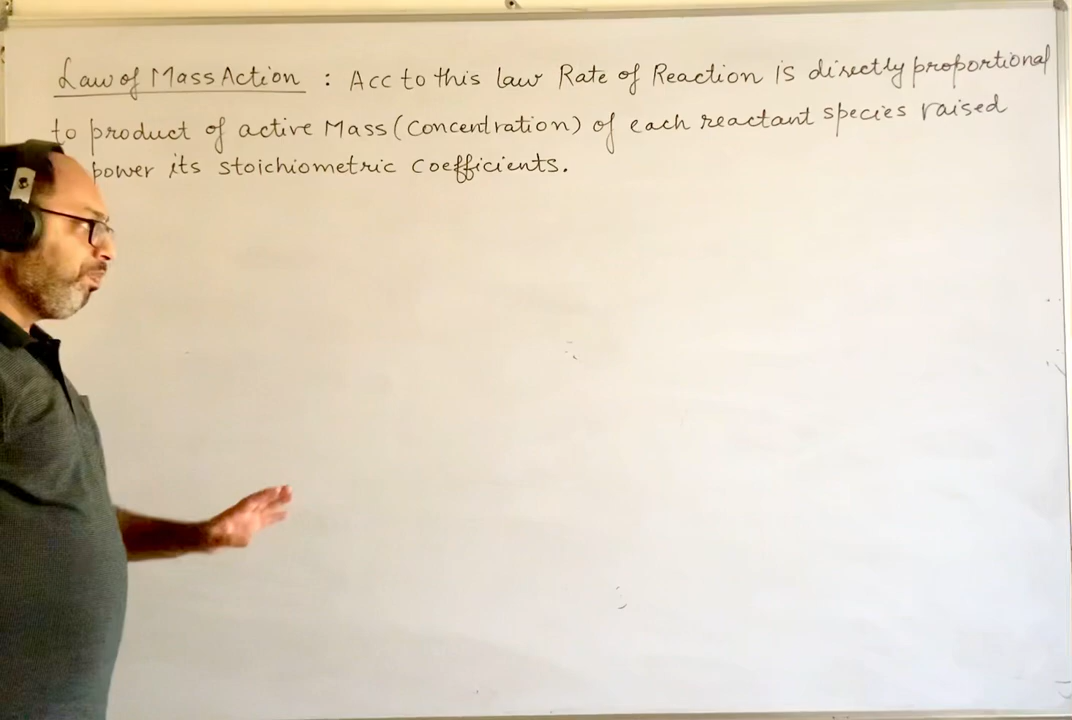 Law of Mass Action : Acc to this law Rate of Reaction is directly proportional
to product of active Mass (Concentration) of each reactant species raised
power its stoichiometric coefficients.